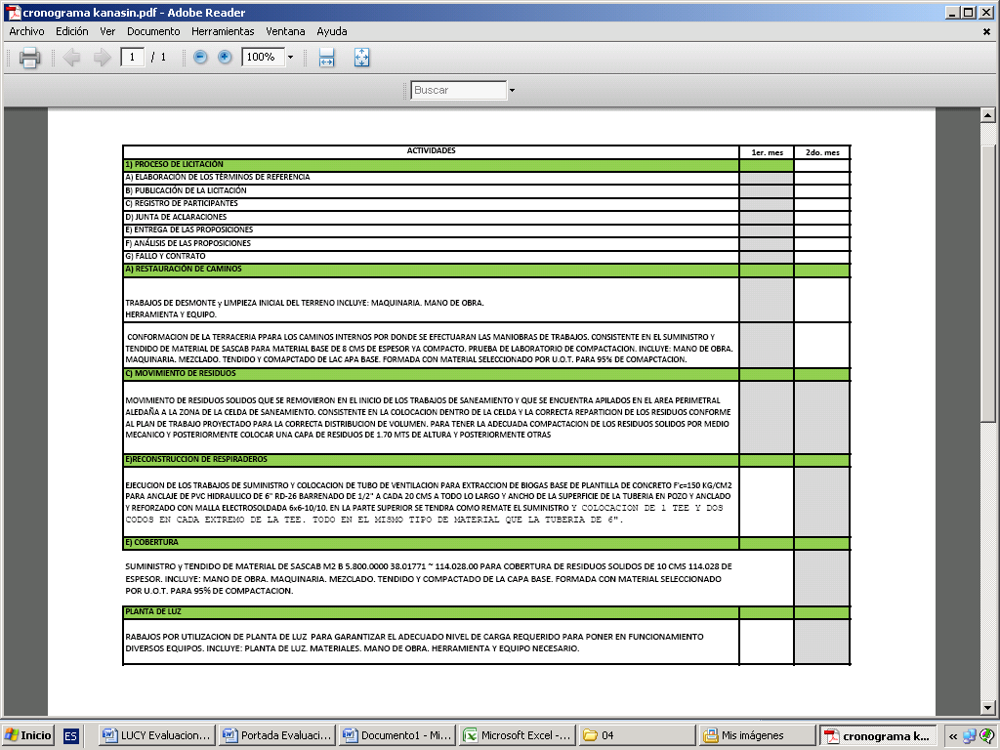 cronograma kanasin.pdf - Adobe Reader
Archivo Edición Ver Documento Herramientas Ventana Ayuda
1 / 1 100%
Buscar
ACTIVIDADES 1er. mes 2do. mes
1) PROCESO DE LICITACIÓN
A) ELABORACIÓN DE LOS TÉRMINOS DE REFERENCIA
B) PUBLICACIÓN DE LA LICITACIÓN
C) REGISTRO DE PARTICIPANTES
D) JUNTA DE ACLARACIONES
E) ENTREGA DE LAS PROPOSICIONES
F) ANÁLISIS DE LAS PROPOSICIONES
G) FALLO Y CONTRATO
A) RESTAURACIÓN DE CAMINOS
TRABAJOS DE DESMONTE y LIMPIEZA INICIAL DEL TERRENO INCLUYE: MAQUINARIA. MANO DE OBRA.
HERRAMIENTA Y EQUIPO.
CONFORMACION DE LA TERRACERIA PPARA LOS CAMINOS INTERNOS POR DONDE SE EFECTUARAN LAS MANIOBRAS DE TRABAJOS. CONSISTENTE EN EL SUMINISTRO Y
TENDIDO DE MATERIAL DE SASCAB PARA MATERIAL BASE DE 8 CMS DE ESPESOR YA COMPACTO. PRUEBA DE LABORATORIO DE COMPACTACION. INCLUYE: MANO DE OBRA.
MAQUINARIA. MEZCLADO. TENDIDO Y COMAPCTADO DE LAC APA BASE. FORMADA CON MATERIAL SELECCIONADO POR U.O.T. PARA 95% DE COMAPCTACION.
C) MOVIMIENTO DE RESIDUOS
MOVIMIENTO DE RESIDUOS SOLIDOS QUE SE REMOVIERON EN EL INICIO DE LOS TRABAJOS DE SANEAMIENTO Y QUE SE ENCUENTRA APILADOS EN EL AREA PERIMETRAL
ALEDAÑA A LA ZONA DE LA CELDA DE SANEAMIENTO. CONSISTENTE EN LA COLOCACION DENTRO DE LA CELDA Y LA CORRECTA REPARTICION DE LOS RESIDUOS CONFORME
AL PLAN DE TRABAJO PROYECTADO PARA LA CORRECTA DISTRIBUCION DE VOLUMEN. PARA TENER LA ADECUADA COMPACTACION DE LOS RESIDUOS SOLIDOS POR MEDIO
MECANICO Y POSTERIORMENTE COLOCAR UNA CAPA DE RESIDUOS DE 1.70 MTS DE ALTURA Y POSTERIORMENTE OTRAS
E)RECONSTRUCCION DE RESPIRADEROS
EJECUCION DE LOS TRABAJOS DE SUMINISTRO Y COLOCACION DE TUBO DE VENTILACION PARA EXTRACCION DE BIOGAS BASE DE PLANTILLA DE CONCRETO F'c=150 KG/CM2
PARA ANCLAJE DE PVC HIDRAULICO DE 6" RD-26 BARRENADO DE 1/2" A CADA 20 CMS A TODO LO LARGO Y ANCHO DE LA SUPERFICIE DE LA TUBERIA EN POZO Y ANCLADO
Y REFORZADO CON MALLA ELECTROSOLDADA 6x6-10/10. EN LA PARTE SUPERIOR SE TENDRA COMO REMATE EL SUMINISTRO Y COLOCACION DE 1 TEE Y DOS
CODOS EN CADA EXTREMO DE LA TEE. TODO EN EL MISMO TIPO DE MATERIAL QUE LA TUBERIA DE 6".
E) COBERTURA
SUMINISTRO y TENDIDO DE MATERIAL DE SASCAB M2 B 5.800.0000 38.01771 ~ 114.028.00 PARA COBERTURA DE RESIDUOS SOLIDOS DE 10 CMS 114.028 DE
ESPESOR. INCLUYE: MANO DE OBRA. MAQUINARIA. MEZCLADO. TENDIDO Y COMPACTADO DE LA CAPA BASE. FORMADA CON MATERIAL SELECCIONADO
POR U.O.T. PARA 95% DE COMPACTACION.
PLANTA DE LUZ
RABAJOS POR UTILIZACION DE PLANTA DE LUZ PARA GARANTIZAR EL ADECUADO NIVEL DE CARGA REQUERIDO PARA PONER EN FUNCIONAMIENTO
DIVERSOS EQUIPOS. INCLUYE: PLANTA DE LUZ. MATERIALES. MANO DE OBRA. HERRAMIENTA Y EQUIPO NECESARIO.
Inicio ES LUCY Evaluacion... Portada Evaluaci... Documento1 - Mi... Microsoft Excel -... 04 Mis imágenes cronograma k... «